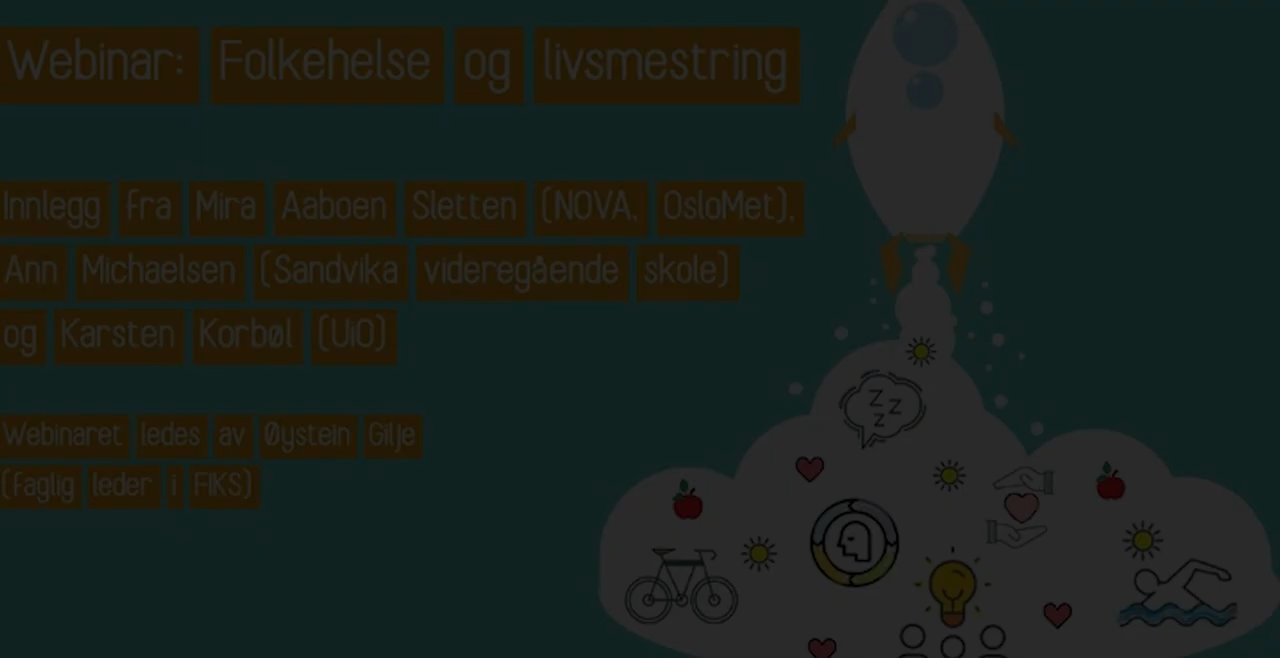 Webinar: Folkehelse og livsmestring
Innlegg fra Mira Aaboen Sletten (NOVA, OsloMet),
Ann Michaelsen (Sandvika videregående skole)
og Karsten Korbøl (UiO)
Webinaret ledes av Øystein Gilje
(Faglig leder i FIKS)
Z Z
Z